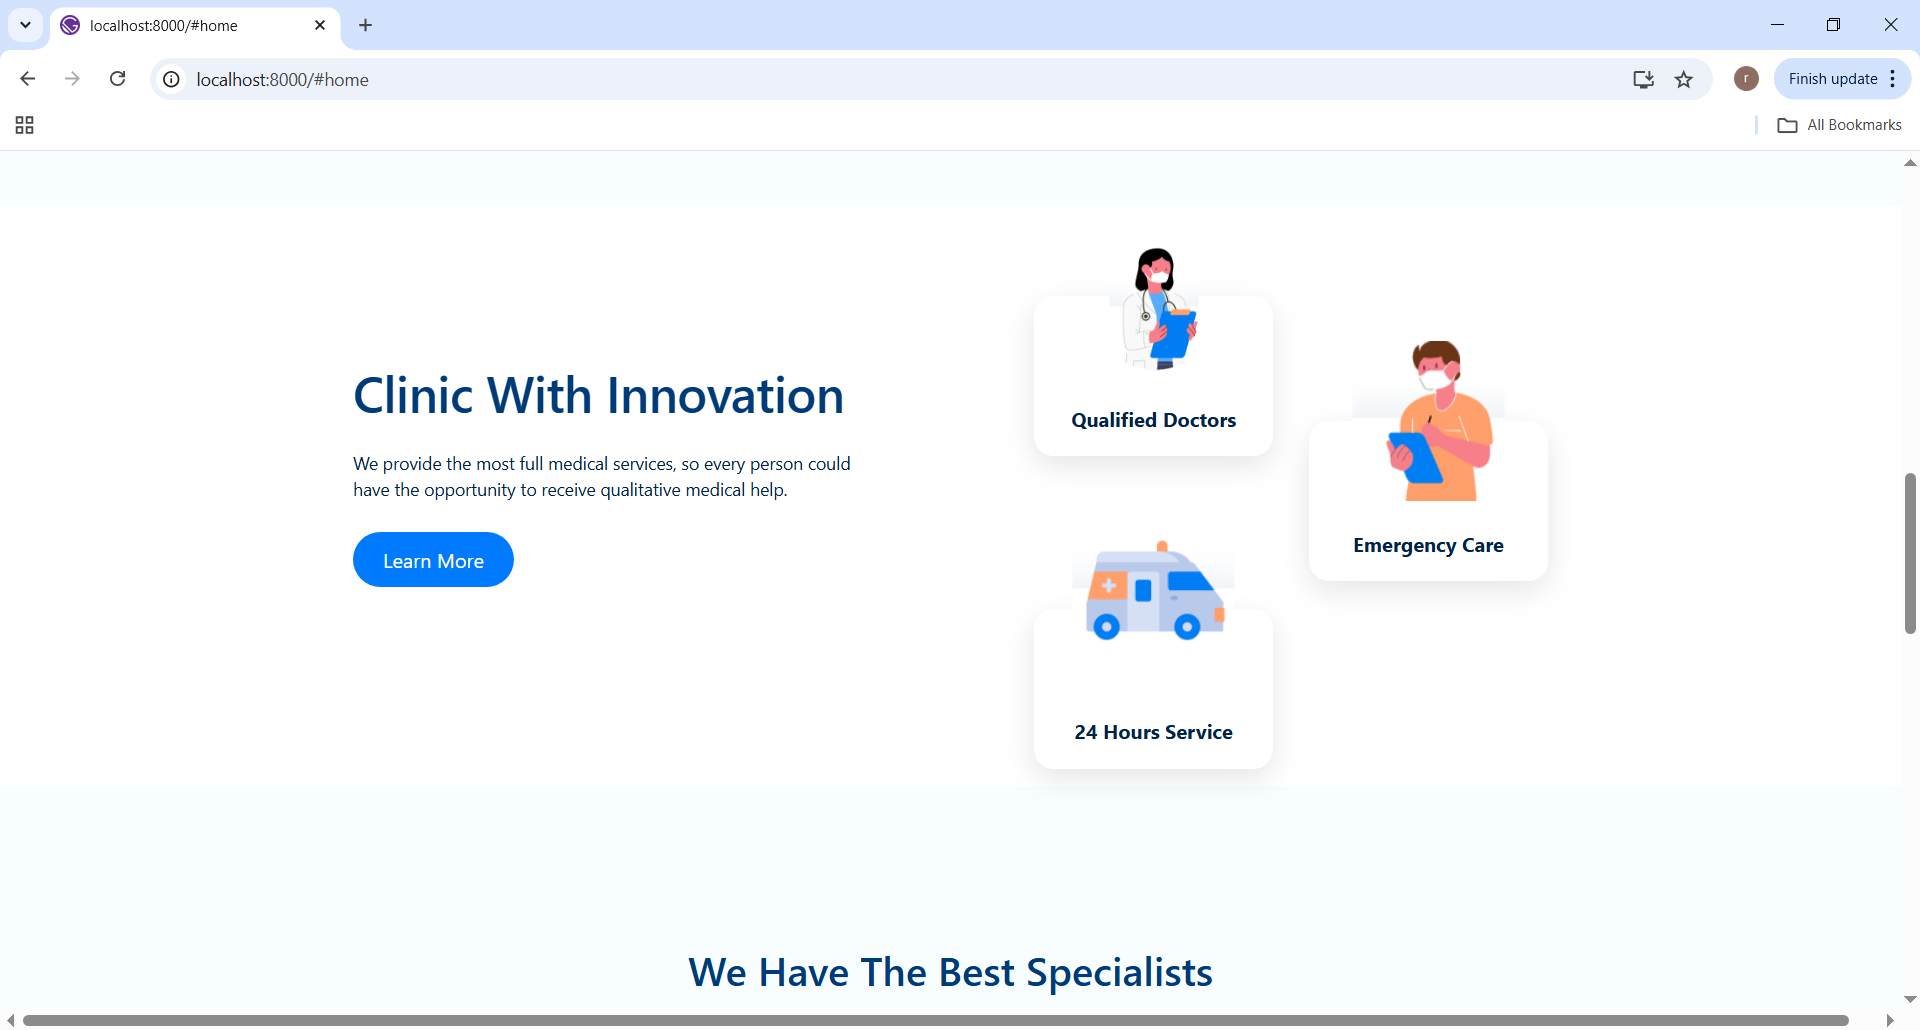 localhost:8000/#home
localhost:8000/#home
r
Finish update
All Bookmarks
Clinic With Innovation
We provide the most full medical services, so every person could
have the opportunity to receive qualitative medical help.
Learn More
Qualified Doctors
Emergency Care
24 Hours Service
We Have The Best Specialists